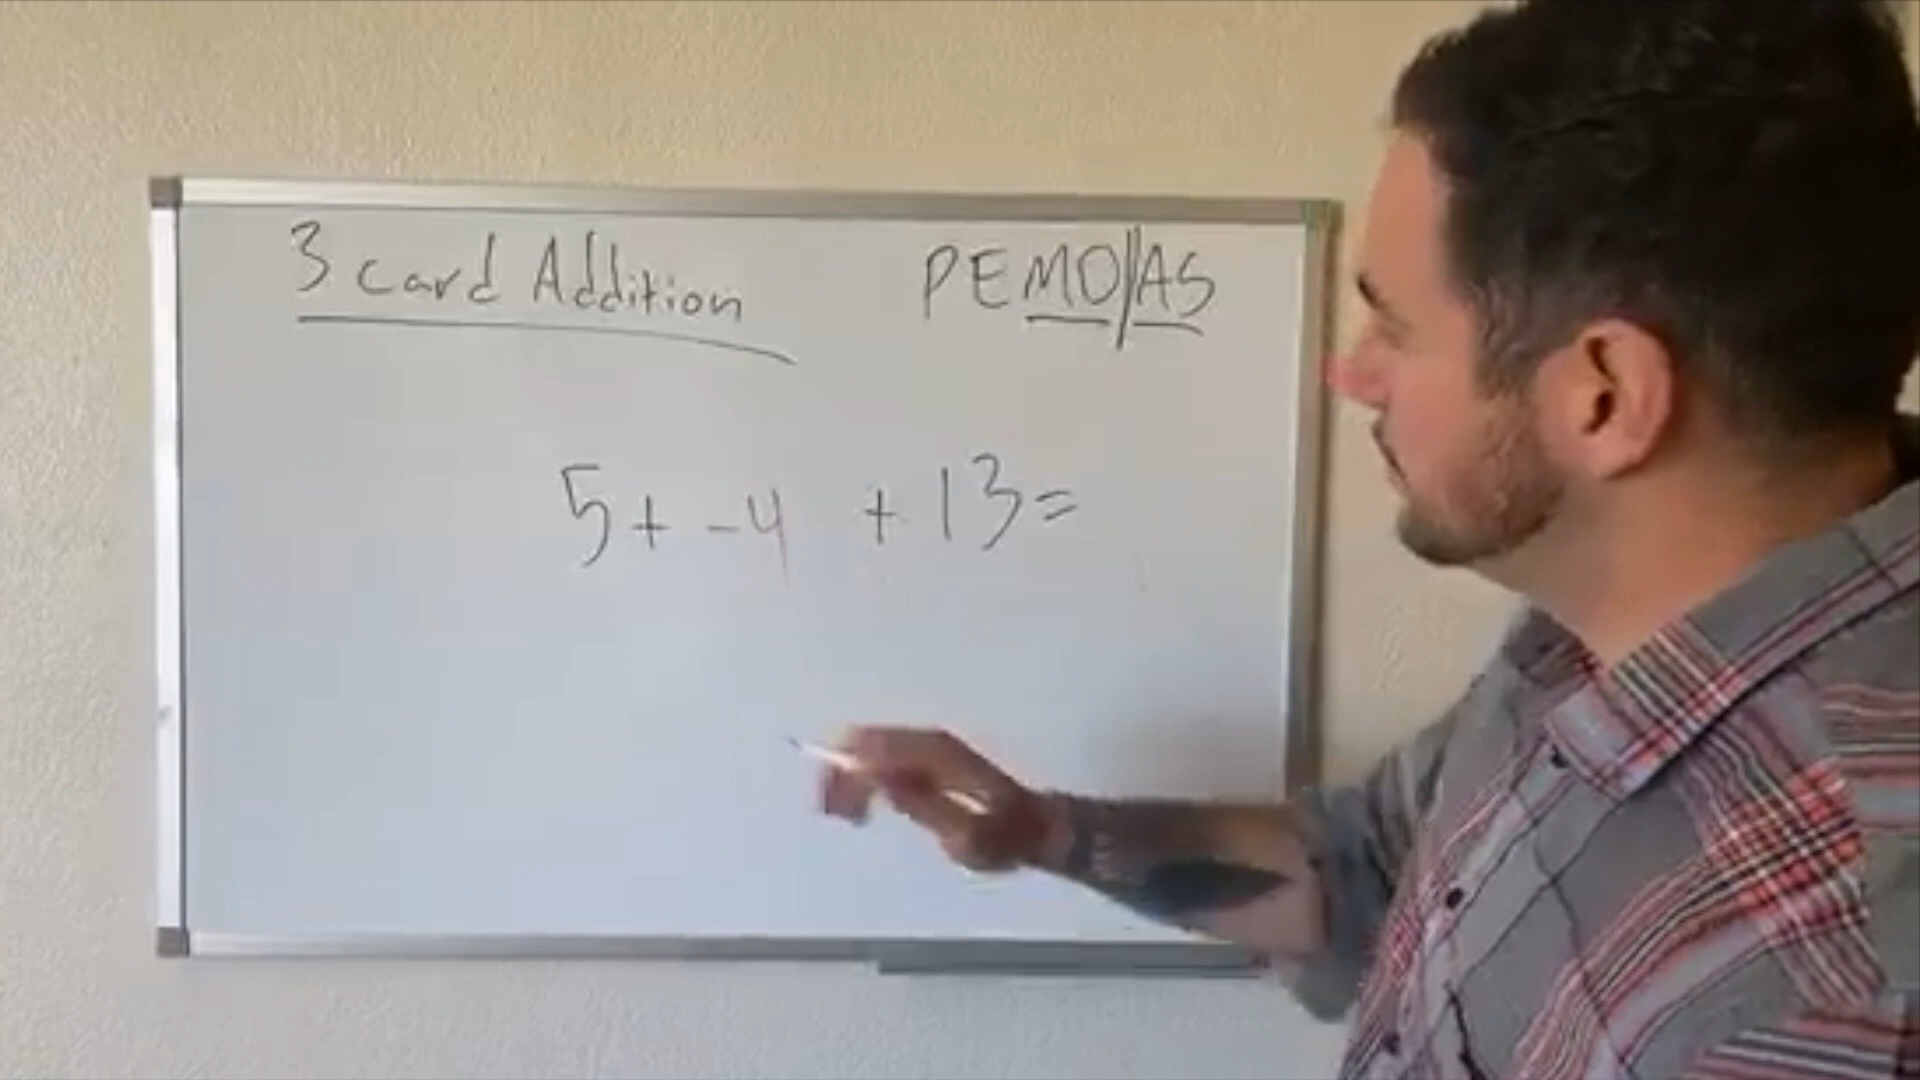 3 card Addition
PEMD//AS
5 + -4 + 13 =